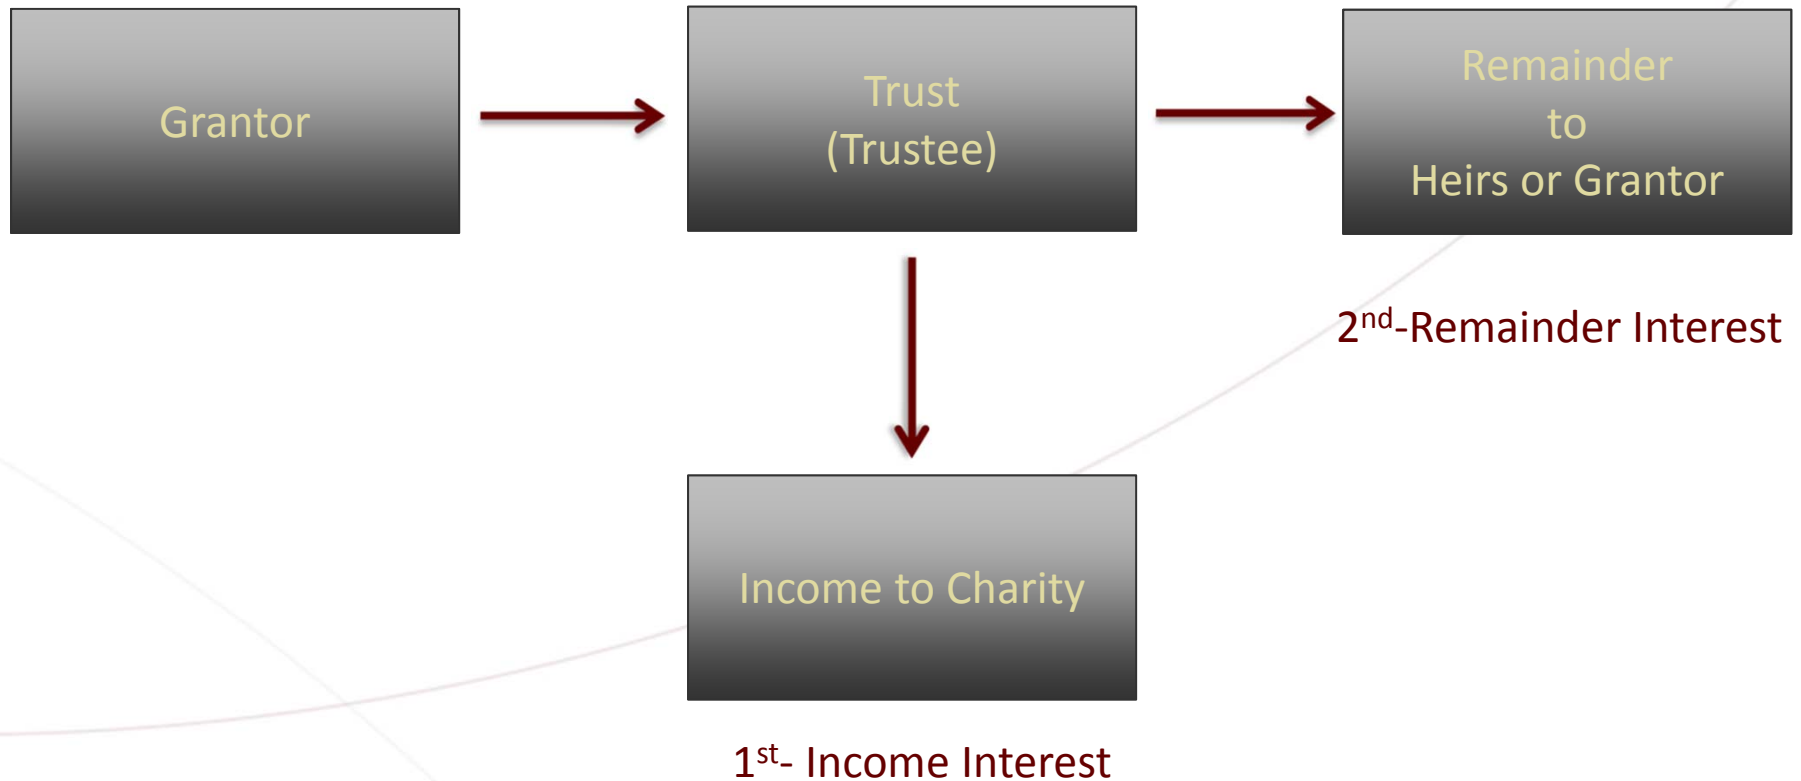 Grantor
Trust
(Trustee)
Remainder
to
Heirs or Grantor
2nd-Remainder Interest
Income to Charity
1st- Income Interest